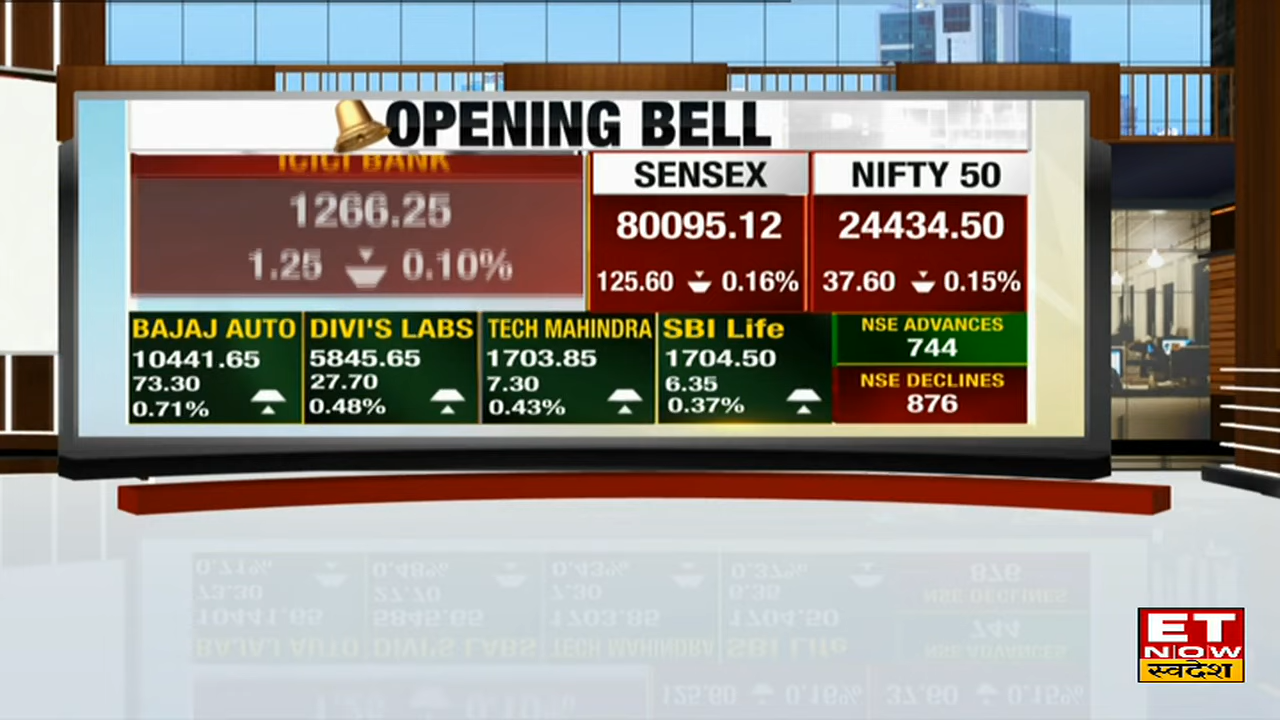 OPENING BELL
ICICI BANK
1266.25
1.25 0.10%
SENSEX
80095.12
125.60 0.16%
NIFTY 50
24434.50
37.60 0.15%
BAJAJ AUTO
10441.65
73.30
0.71%
DIVI'S LABS
5845.65
27.70
0.48%
TECH MAHINDRA
1703.85
7.30
0.43%
SBI Life
1704.50
6.35
0.37%
NSE ADVANCES
744
NSE DECLINES
876
ET
NOW
स्वदेश